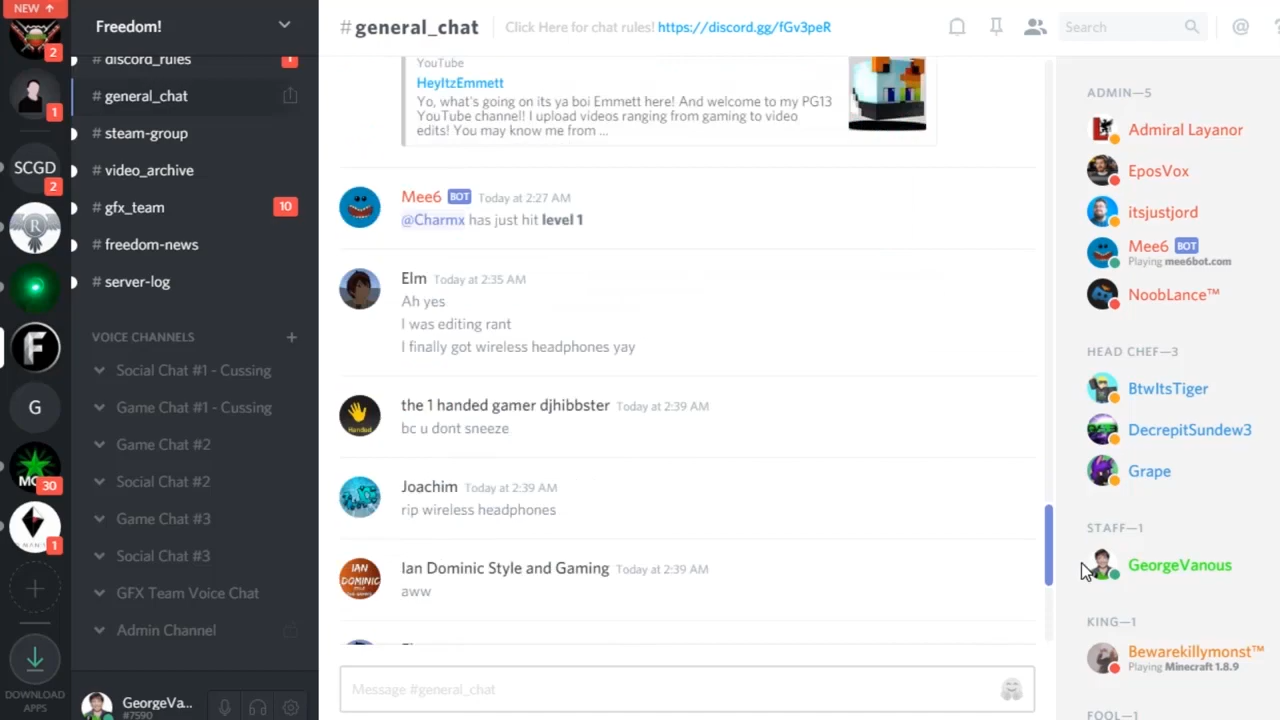 NEW ↑
2
1
SCGD
2
R
F
G
MC
30
1
DOWNLOAD
APPS
Freedom!
# discord_rules
1
# general_chat
# steam-group
# video_archive
# gfx_team
10
# freedom-news
# server-log
VOICE CHANNELS
Social Chat #1 - Cussing
Game Chat #1 - Cussing
Game Chat #2
Social Chat #2
Game Chat #3
Social Chat #3
GFX Team Voice Chat
Admin Channel
GeorgeVa...
#7590
# general_chat
Click Here for chat rules! https://discord.gg/fGv3peR
Search
YouTube
HeyItzEmmett
Yo, what's going on its ya boi Emmett here! And welcome to my PG13
YouTube channel! I upload videos ranging from gaming to video
edits! You may know me from ...
Mee6 BOT Today at 2:27 AM
@Charmx has just hit level 1
Elm Today at 2:35 AM
Ah yes
I was editing rant
I finally got wireless headphones yay
Handed
the 1 handed gamer djhibbster Today at 2:39 AM
bc u dont sneeze
Joachim Today at 2:39 AM
rip wireless headphones
IAN
DOMINIC
Ian Dominic Style and Gaming Today at 2:39 AM
aww
Message #general_chat
ADMIN—5
Admiral Layanor
EposVox
itsjustjord
Mee6 BOT
Playing mee6bot.com
NoobLance™
HEAD CHEF—3
BtwItsTiger
DecrepitSundew3
Grape
STAFF—1
GeorgeVanous
KING—1
Bewarekillymonst™
Playing Minecraft 1.8.9
FOOL—1